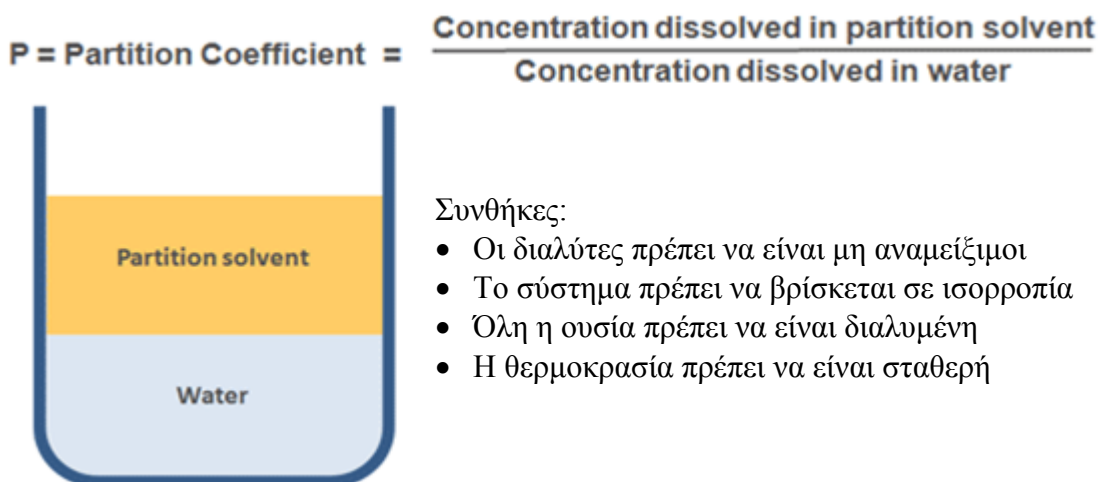 Concentration dissolved in partition solvent
P = Partition Coefficient =
Concentration dissolved in water
Partition solvent
Water
Συνθήκες:
• Οι διαλύτες πρέπει να είναι μη αναμείξιμοι
• Το σύστημα πρέπει να βρίσκεται σε ισορροπία
• Όλη η ουσία πρέπει να είναι διαλυμένη
• Η θερμοκρασία πρέπει να είναι σταθερή